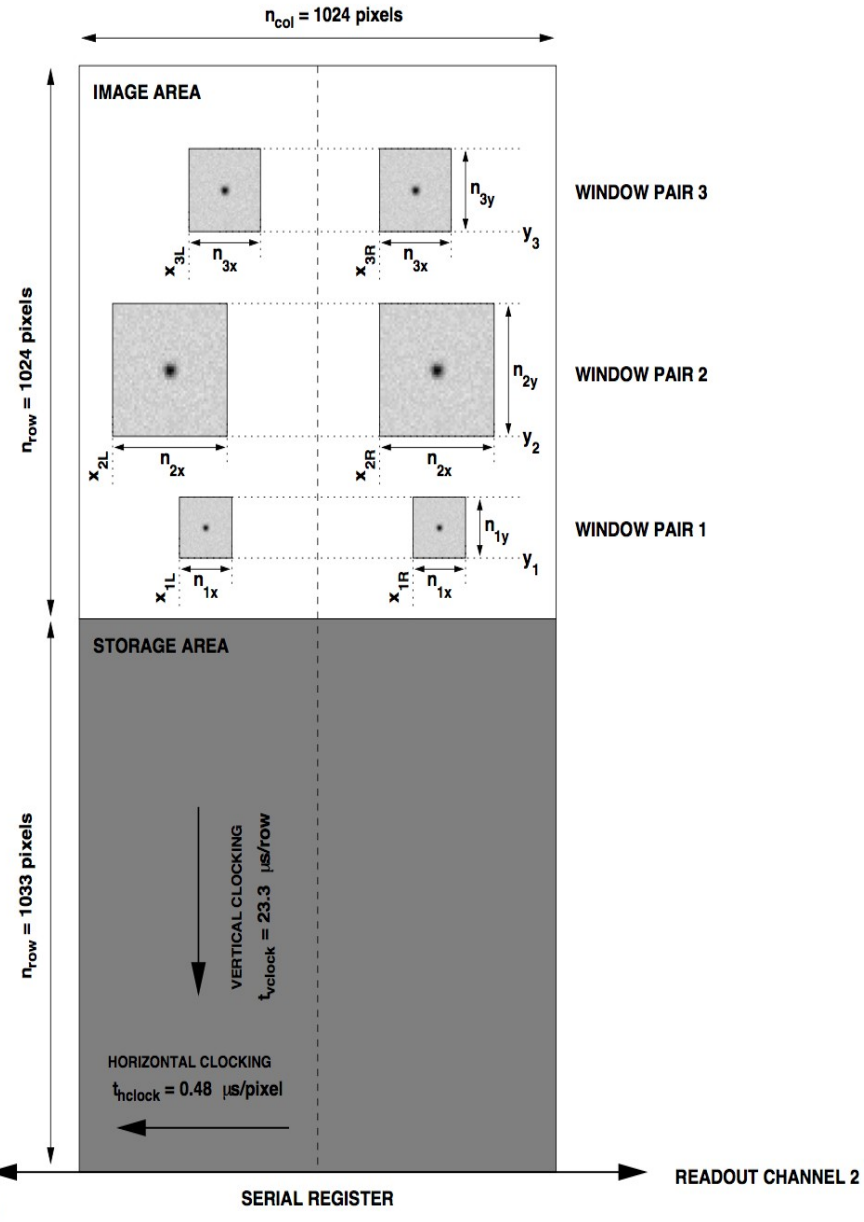 n_col = 1024 pixels
IMAGE AREA
n_3y
WINDOW PAIR 3
y_3
x_3L
n_3x
x_3R
n_3x
n_row = 1024 pixels
n_2y
WINDOW PAIR 2
y_2
x_2L
n_2x
x_2R
n_2x
n_1y
WINDOW PAIR 1
y_1
x_1L
n_1x
x_1R
n_1x
STORAGE AREA
n_row = 1033 pixels
VERTICAL CLOCKING
t_vclock = 23.3 μs/row
HORIZONTAL CLOCKING
t_hclock = 0.48 μs/pixel
READOUT CHANNEL 2
SERIAL REGISTER